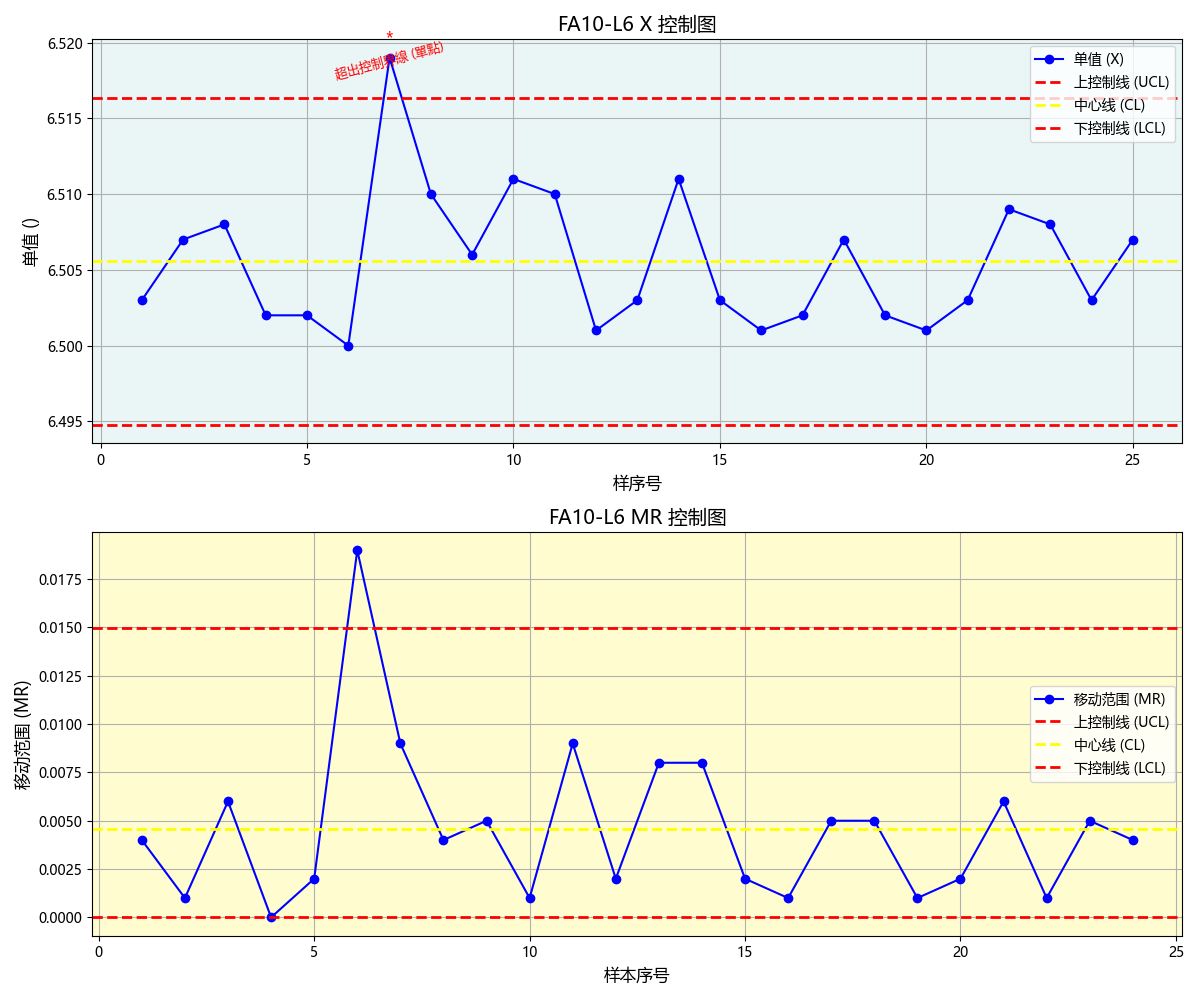 FA10-L6 X 控制图
*
超出控制界線 (單點)
单值 (X)
上控制线 (UCL)
中心线 (CL)
下控制线 (LCL)
6.520
6.515
6.510
6.505
6.500
6.495
单值 ()
0 5 10 15 20 25
样序号
FA10-L6 MR 控制图
0.0175
0.0150
0.0125
0.0100
0.0075
0.0050
0.0025
0.0000
移动范围 (MR)
移动范围 (MR)
上控制线 (UCL)
中心线 (CL)
下控制线 (LCL)
0 5 10 15 20 25
样本序号